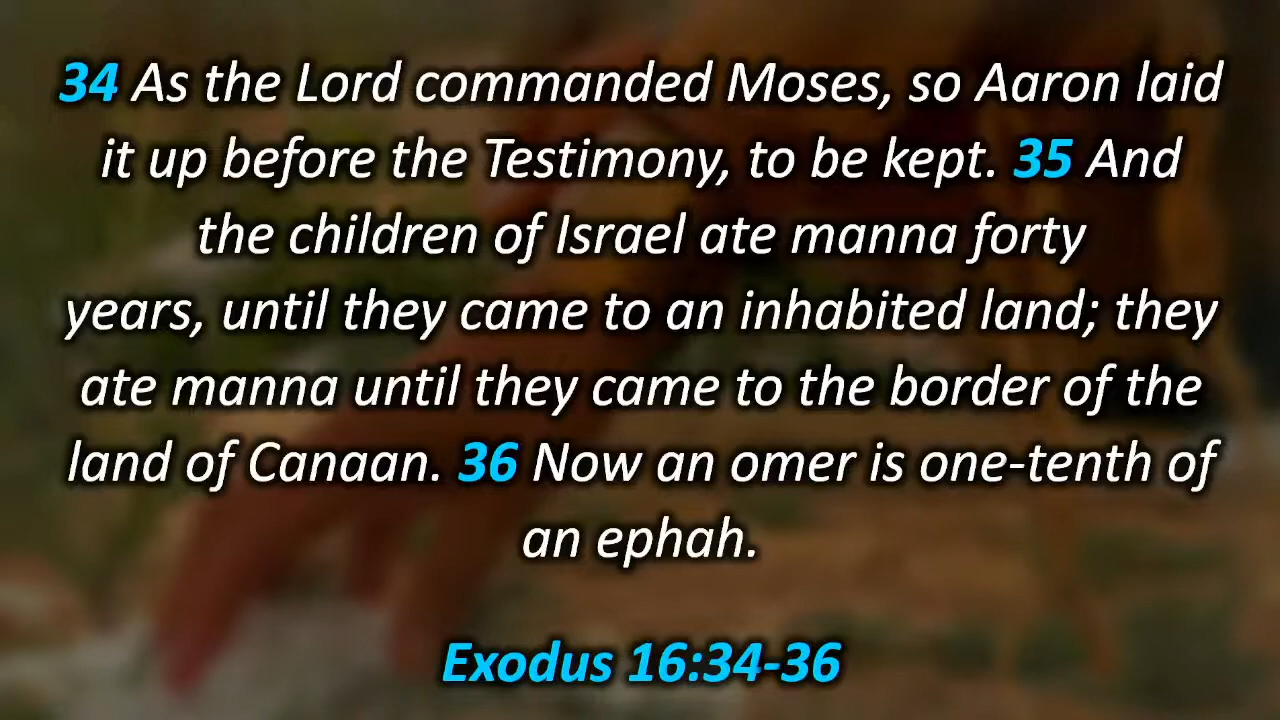 34 As the Lord commanded Moses, so Aaron laid
it up before the Testimony, to be kept. 35 And
the children of Israel ate manna forty
years, until they came to an inhabited land; they
ate manna until they came to the border of the
land of Canaan. 36 Now an omer is one-tenth of
an ephah.
Exodus 16:34-36